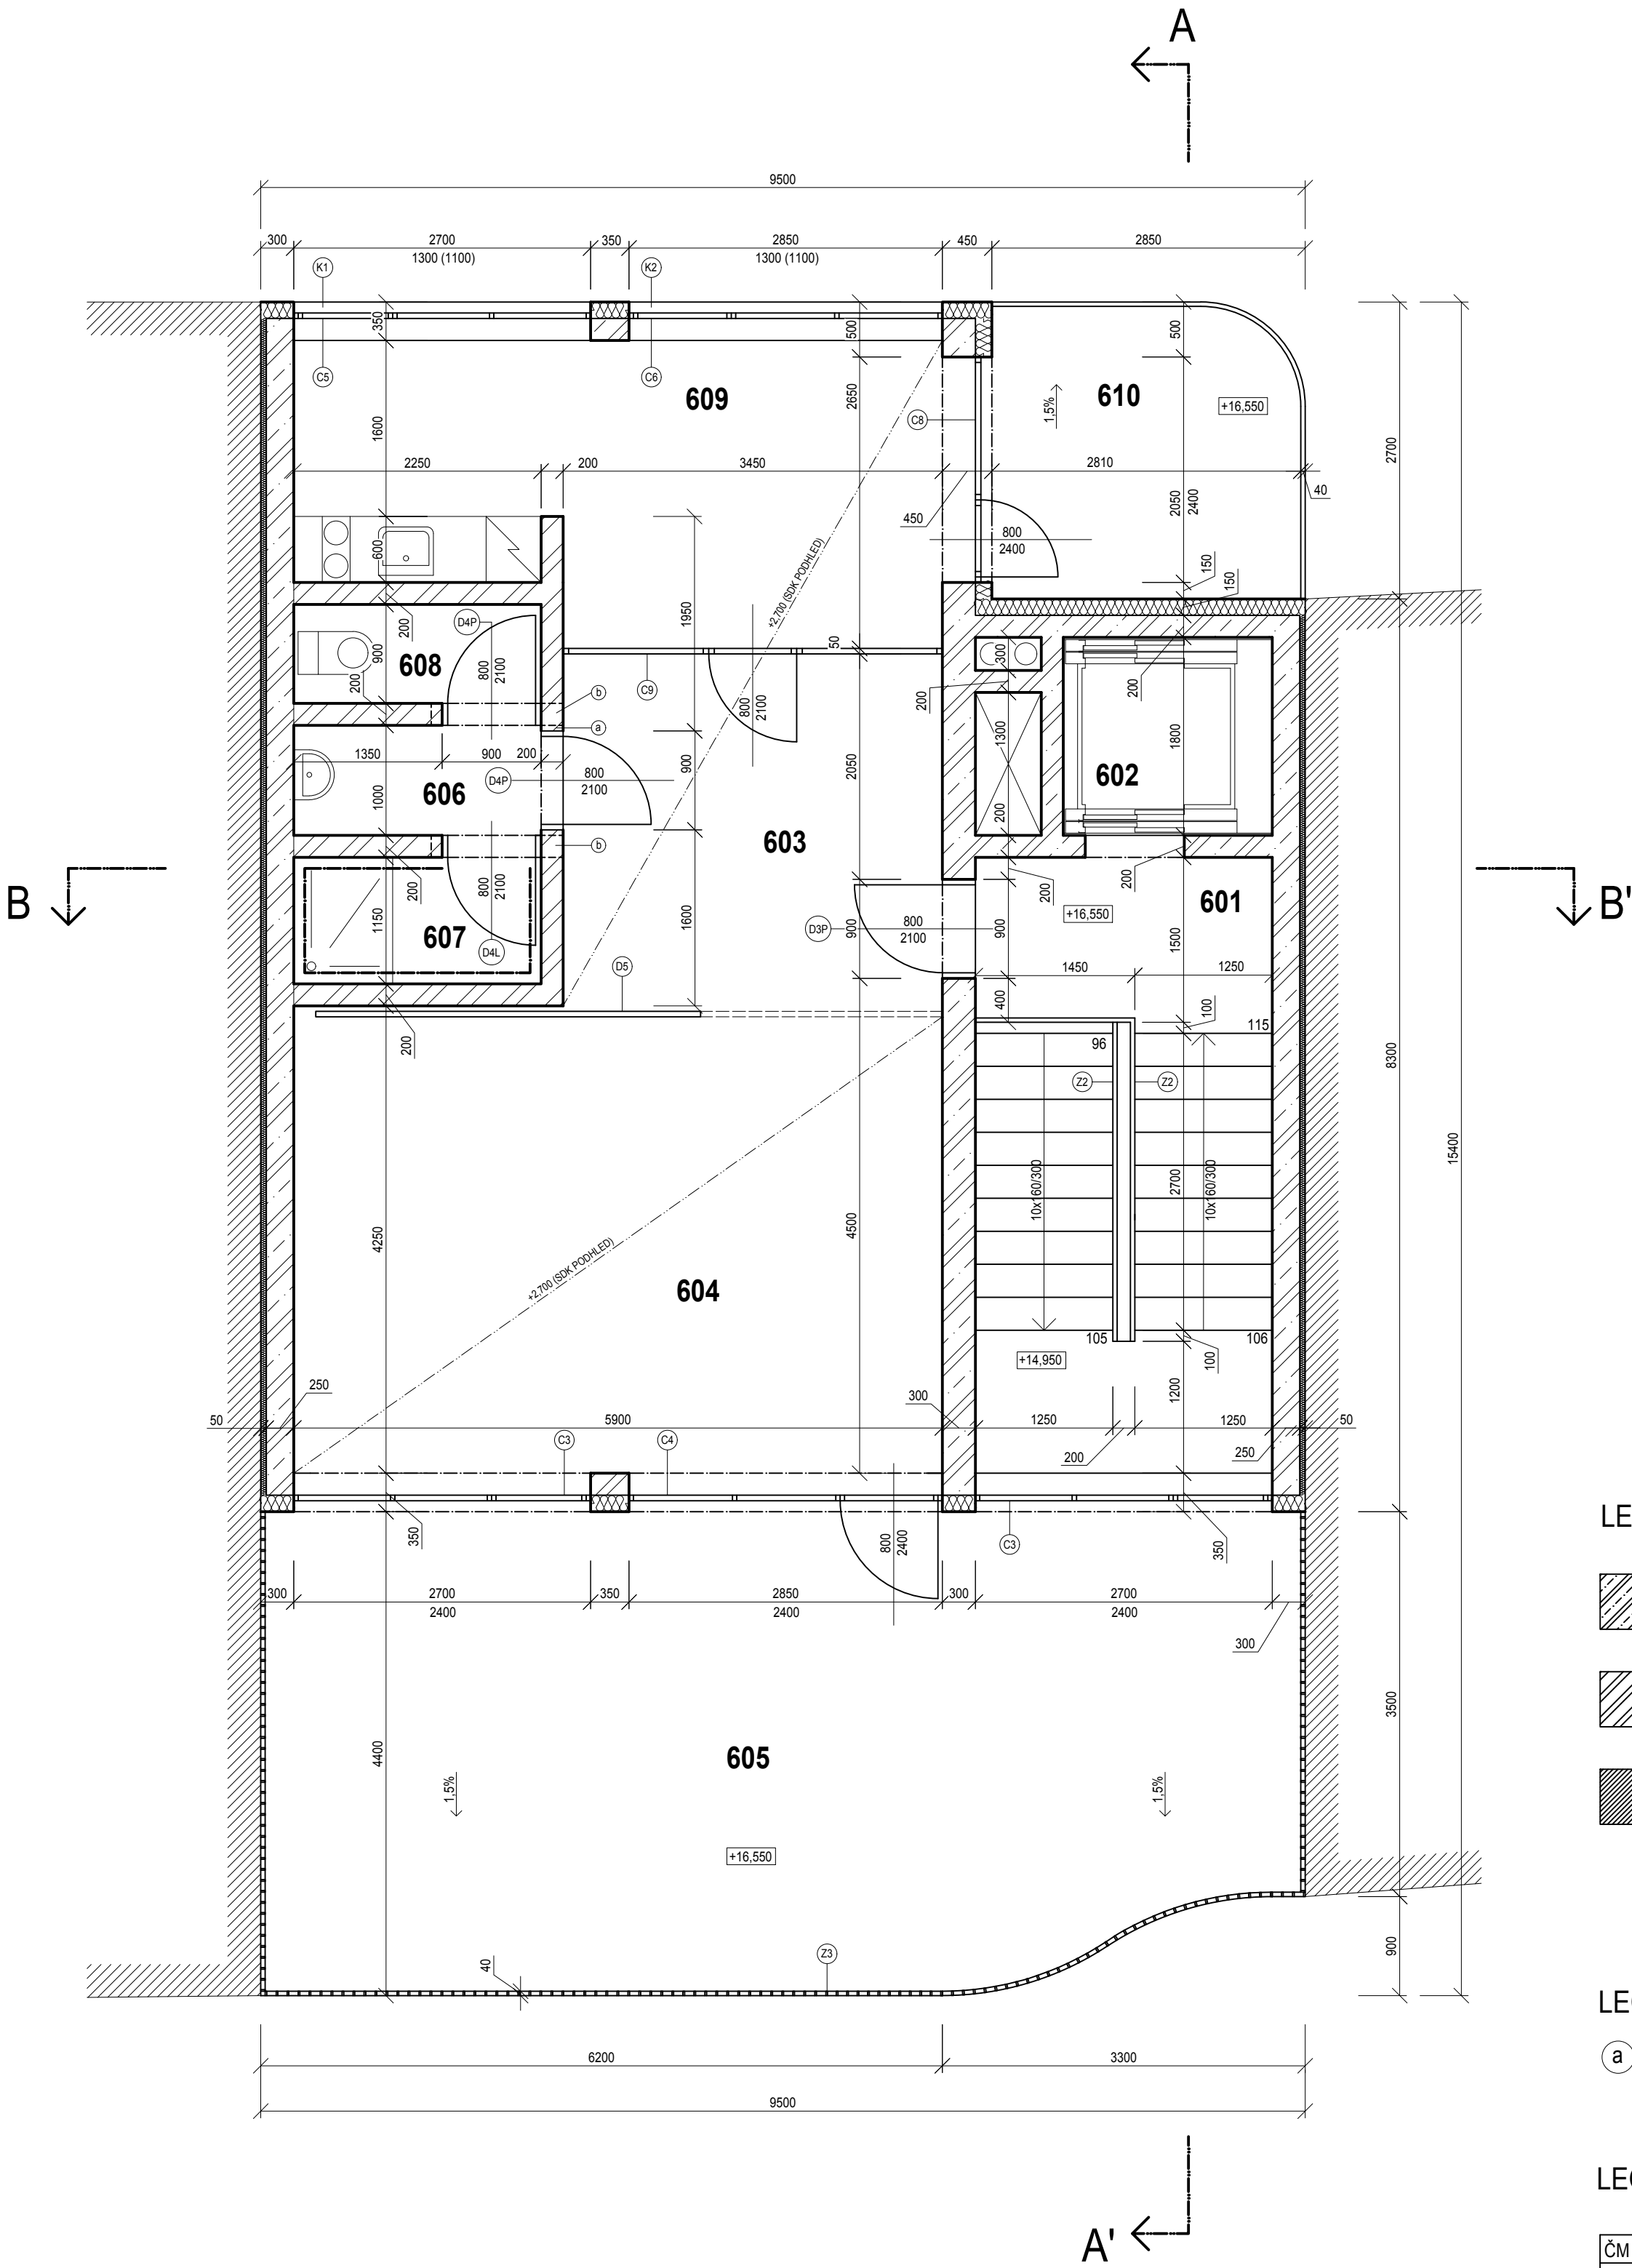 A
9500
300 2700 350 2850 450 2850
1300 (1100) 1300 (1100)
K1 K2
350 500 500
C5 C6
609 610 +16,550
2650 1,5%
C8
1600 2700
2250 200 3450 2810
40
450 2050 2400
800
2400
600
+2,700 (SDK PODHLED)
150 150
200 1950
D4P
900 608 800 2100
50 300
200 C9 200 200
b
800 2100
a
1300 1800
1350 900 200
900 2050
D4P 800
2100
606 602
1000 603 200
b
B B'
200 800 2100 200 200
601
+16,550
1150 607 1600 D3P 900 800
2100
900 1500
D4L D5
1450 1250
400 100
115
200 96
Z2 Z2
8300
15400
10x160/300 2700 10x160/300
4250 4500
+2,700 (SDK PODHLED)
604
105 106
+14,950 100
250 300 1200
50 5900 1250 1250 50
C3 C4 200 250
LE
350 800 2400 C3 350
300 2700 350 2850 300 2700
2400 2400 2400
300
3500
4400 605
1,5% 1,5%
+16,550
Z3
40 900
LEG
a
6200 3300
9500
LEG
A'
ČM